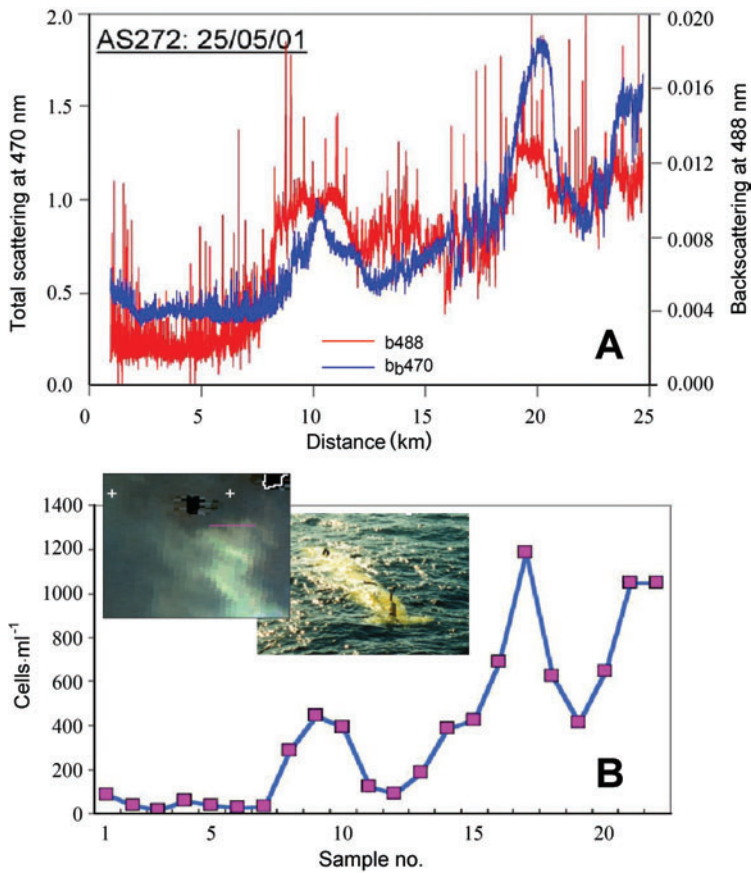 AS272: 25/05/01
Total scattering at 470 nm
2.0
1.5
1.0
0.5
0.0
Backscattering at 488 nm
0.020
0.016
0.012
0.008
0.004
0.000
b488
bb470
A
0 5 10 15 20 25
Distance (km)
Cells·ml-1
1400
1200
1000
800
600
400
200
0
B
1 5 10 15 20
Sample no.